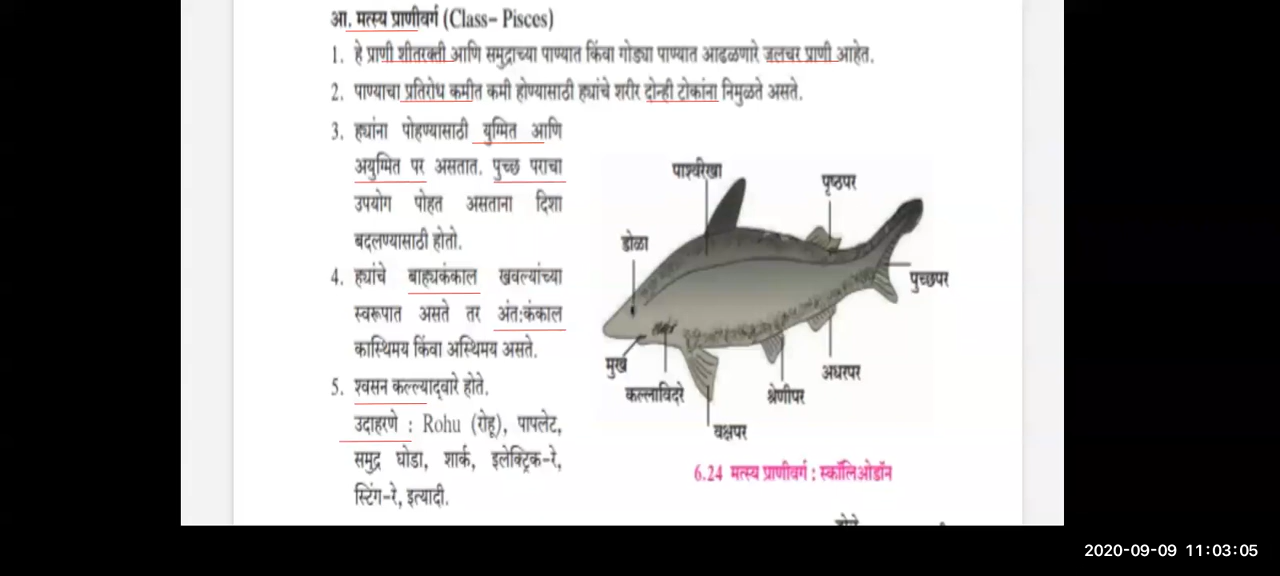 आ. मत्स्य प्राणीवर्ग (Class– Pisces)
1. हे प्राणी शीतरक्ती आणि समुद्राच्या पाण्यात किंवा गोड्या पाण्यात आढळणारे जलचर प्राणी आहेत.
2. पाण्याचा प्रतिरोध कमीत कमी होण्यासाठी ह्यांचे शरीर दोन्ही टोकांना निमुळते असते.
3. ह्यांना पोहण्यासाठी युग्मित आणि
अयुग्मित पर असतात. पुच्छ पराचा
उपयोग पोहत असताना दिशा
बदलण्यासाठी होतो.
4. ह्यांचे बाह्यकंकाल खवल्यांच्या
स्वरूपात असते तर अंत:कंकाल
कास्थिमय किंवा अस्थिमय असते.
5. श्वसन कल्ल्याद्वारे होते.
उदाहरणे : Rohu (रोहू), पापलेट,
समुद्र घोडा, शार्क, इलेक्ट्रिक-रे,
स्टिंग-रे, इत्यादी.
पार्श्वरेखा
पृष्ठपर
डोळा
पुच्छपर
मुख
कल्लाविदरे
अधरपर
श्रेणीपर
वक्षपर
6.24 मत्स्य प्राणीवर्ग : स्कॉलिओडॉन
2020-09-09 11:03:05